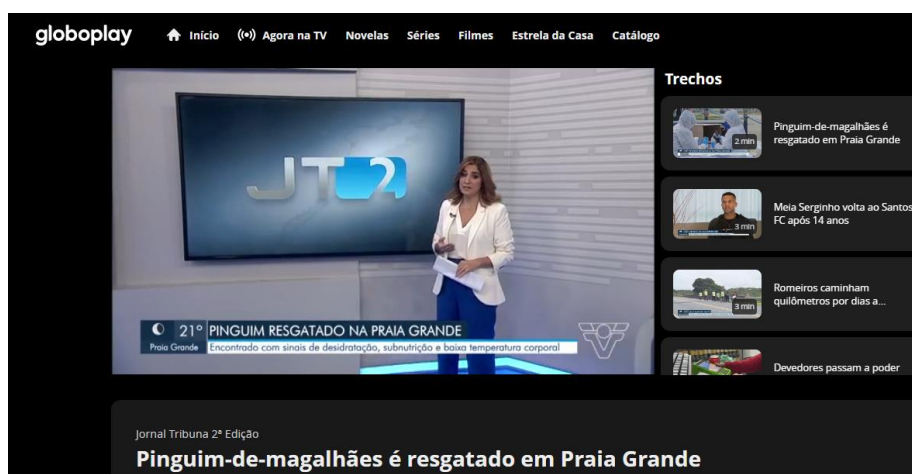 globoplay
Início
Agora na TV
Novelas
Séries
Filmes
Estrela da Casa
Catálogo
Trechos
JT2
21° PINGUIM RESGATADO NA PRAIA GRANDE
Praia Grande Encontrado com sinais de desidratação, subnutrição e baixa temperatura corporal
2 min
Pinguim-de-magalhães é
resgatado em Praia Grande
3 min
Meia Serginho volta ao Santos
FC após 14 anos
3 min
Romeiros caminham
quilômetros por dias a...
Devedores passam a poder
Jornal Tribuna 2ª Edição
Pinguim-de-magalhães é resgatado em Praia Grande